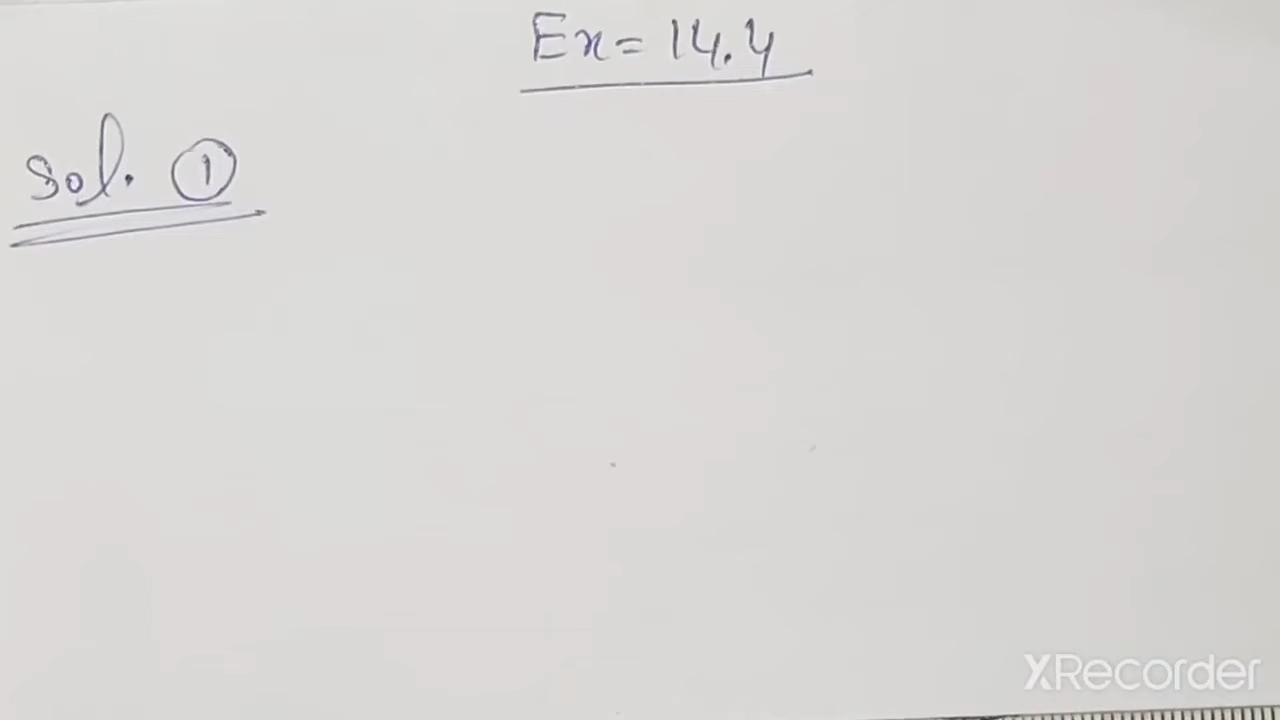 Ex = 14.4
Sol. ①
XRecorder